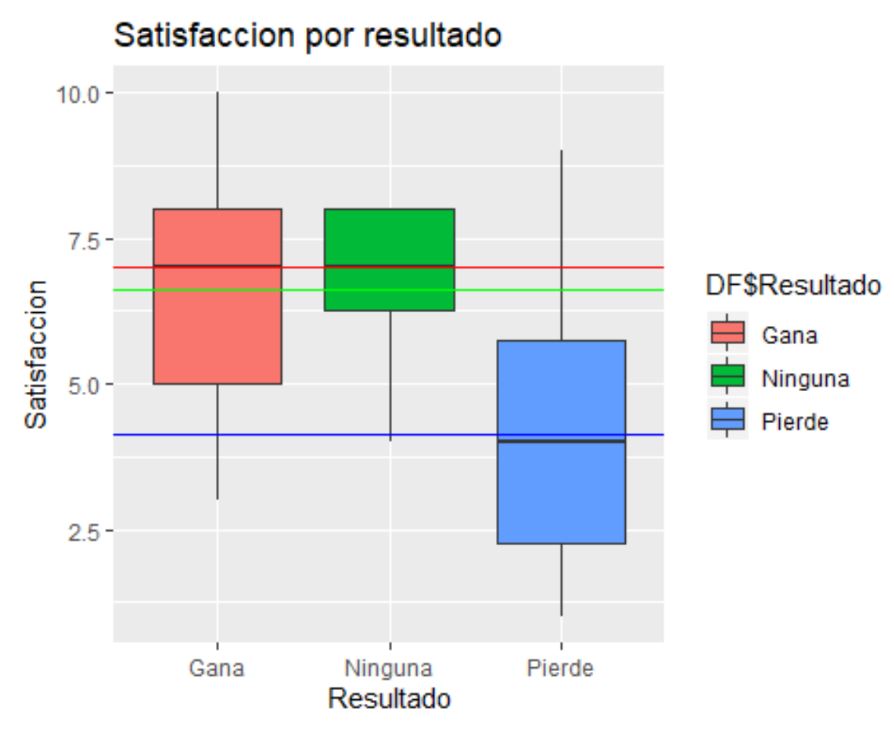 Satisfaccion por resultado
10.0
7.5
5.0
2.5
Satisfaccion
Gana
Ninguna
Pierde
Resultado
DF$Resultado
Gana
Ninguna
Pierde